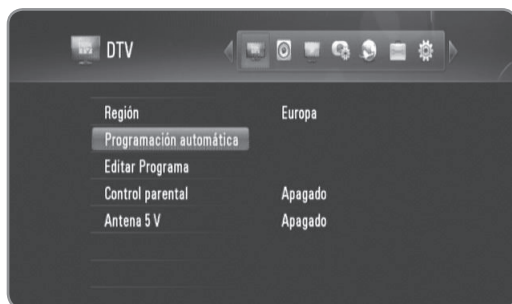 DTV
Región Europa
Programación automática
Editar Programa
Control parental Apagado
Antena 5 V Apagado